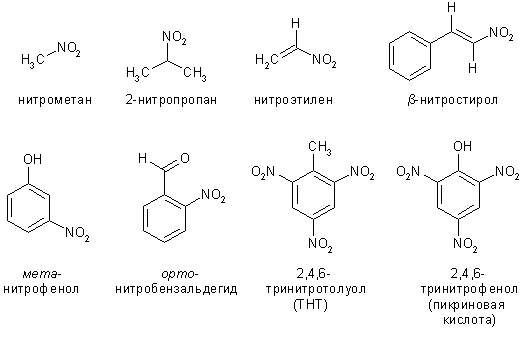 H₃C NO₂
NO₂
H₃C CH₃
H
H₂C NO₂
H
NO₂
H
нитрометан
2-нитропропан
нитроэтилен
β-нитростирол
OH
NO₂
H O
NO₂
CH₃
O₂N NO₂
NO₂
OH
O₂N NO₂
NO₂
мета-
нитрофенол
орто-
нитробензальдегид
2,4,6-
тринитротолуол
(ТНТ)
2,4,6-
тринитрофенол
(пикриновая
кислота)